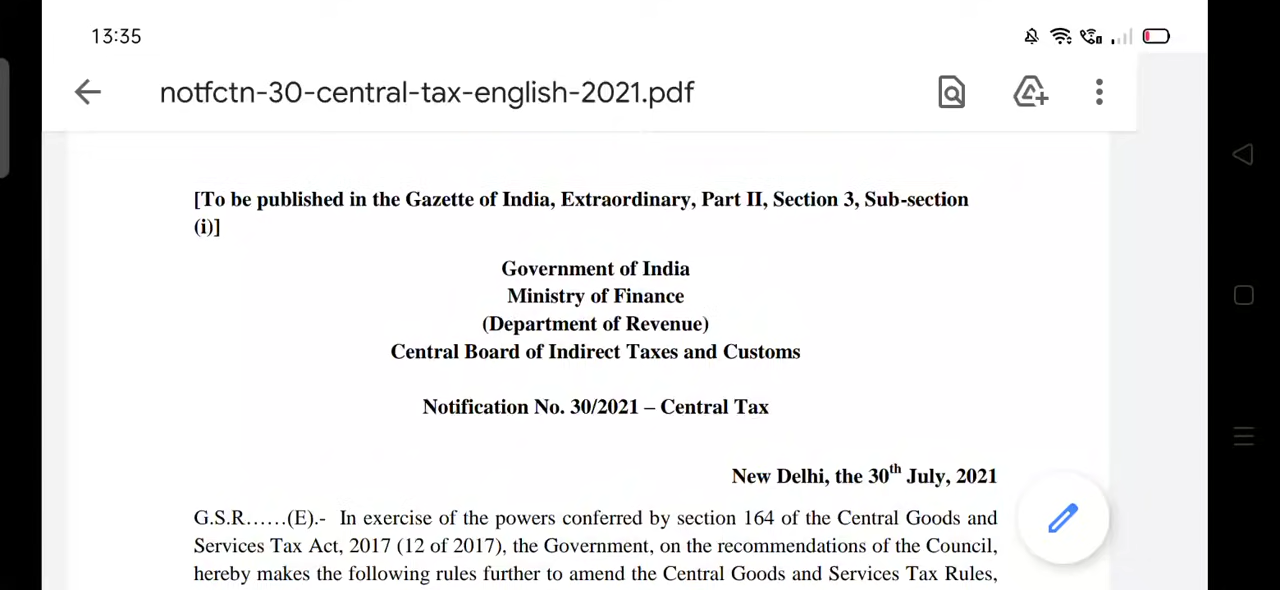 13:35
notfctn-30-central-tax-english-2021.pdf
[To be published in the Gazette of India, Extraordinary, Part II, Section 3, Sub-section
(i)]
Government of India
Ministry of Finance
(Department of Revenue)
Central Board of Indirect Taxes and Customs
Notification No. 30/2021 – Central Tax
New Delhi, the 30th July, 2021
G.S.R......(E).- In exercise of the powers conferred by section 164 of the Central Goods and
Services Tax Act, 2017 (12 of 2017), the Government, on the recommendations of the Council,
hereby makes the following rules further to amend the Central Goods and Services Tax Rules,